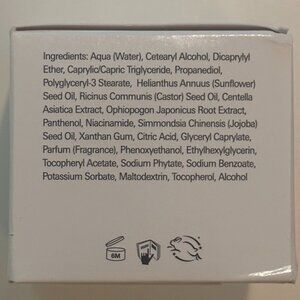 Ingredients: Aqua (Water), Cetearyl Alcohol, Dicaprylyl
Ether, Caprylic/Capric Triglyceride, Propanediol,
Polyglyceryl-3 Stearate, Helianthus Annuus (Sunflower)
Seed Oil, Ricinus Communis (Castor) Seed Oil, Centella
Asiatica Extract, Ophiopogon Japonicus Root Extract,
Panthenol, Niacinamide, Simmondsia Chinensis (Jojoba)
Seed Oil, Xanthan Gum, Citric Acid, Glyceryl Caprylate,
Parfum (Fragrance), Phenoxyethanol, Ethylhexylglycerin,
Tocopheryl Acetate, Sodium Phytate, Sodium Benzoate,
Potassium Sorbate, Maltodextrin, Tocopherol, Alcohol
6M